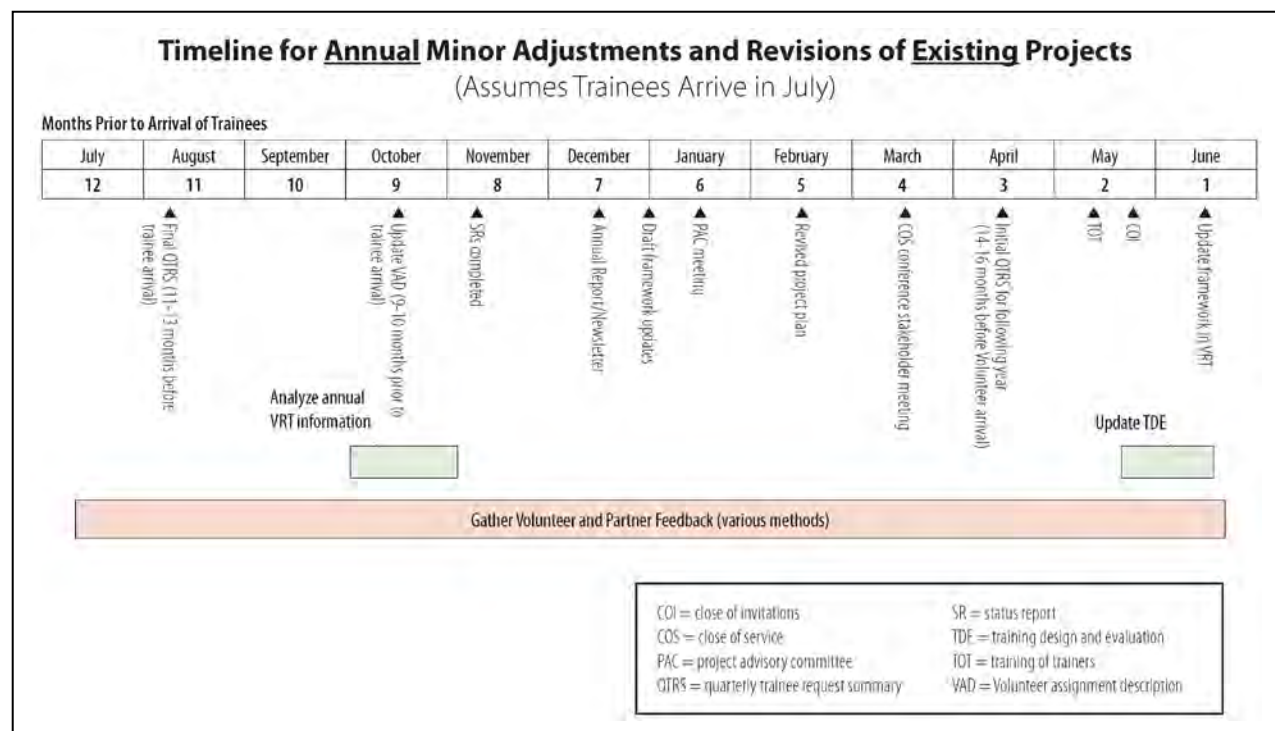 Timeline for Annual Minor Adjustments and Revisions of Existing Projects
(Assumes Trainees Arrive in July)
Months Prior to Arrival of Trainees
July August September October November December January February March April May June
12 11 10 9 8 7 6 5 4 3 2 1
Final QTRS (11-13 months before
trainee arrival)
Update VAD (9-10 months prior to
trainee arrival)
SRs completed
Annual Report/Newsletter
Draft framework updates
PAC meeting
Revised project plan
COS conference stakeholder meeting
Initial QTRS for following year
(14-16 months before Volunteer arrival)
TOT
COI
Update framework in VRT
Analyze annual
VRT information
Update TDE
Gather Volunteer and Partner Feedback (various methods)
COI = close of invitations
COS = close of service
PAC = project advisory committee
QTRS = quarterly trainee request summary
SR = status report
TDE = training design and evaluation
TOT = training of trainers
VAD = Volunteer assignment description